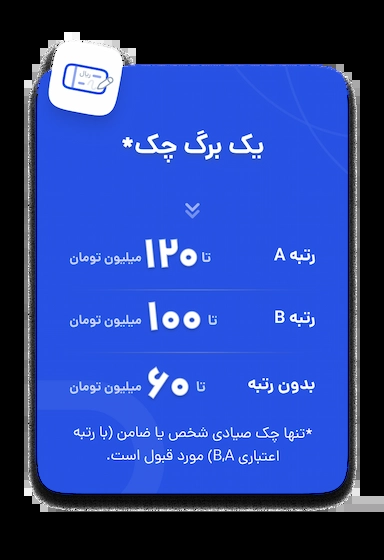 ریال
یک برگ چک*
رتبه A تا ۱۲۰ میلیون تومان
رتبه B تا ۱۰۰ میلیون تومان
بدون رتبه تا ۶۰ میلیون تومان
*تنها چک صیادی شخص یا ضامن (با رتبه
اعتباری B,A) مورد قبول است.